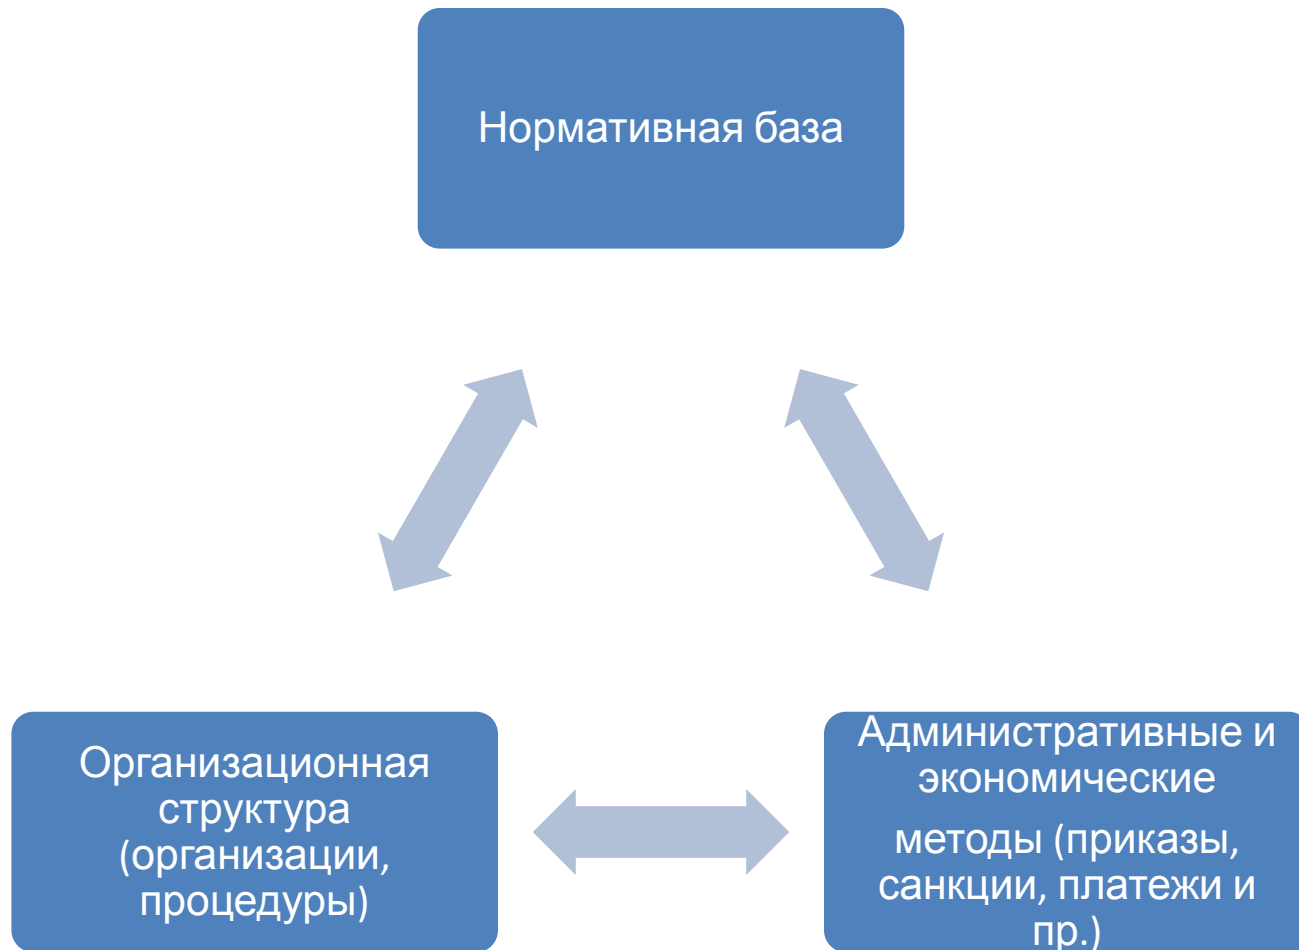 Нормативная база
Организационная
структура
(организации,
процедуры)
Административные и
экономические
методы (приказы,
санкции, платежи и
пр.)